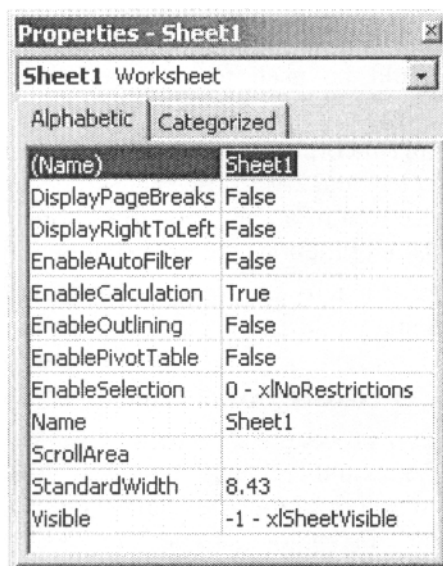 Properties - Sheet1
Sheet1 Worksheet
Alphabetic Categorized
(Name) Sheet1
DisplayPageBreaks False
DisplayRightToLeft False
EnableAutoFilter False
EnableCalculation True
EnableOutlining False
EnablePivotTable False
EnableSelection 0 - xlNoRestrictions
Name Sheet1
ScrollArea
StandardWidth 8.43
Visible -1 - xlSheetVisible